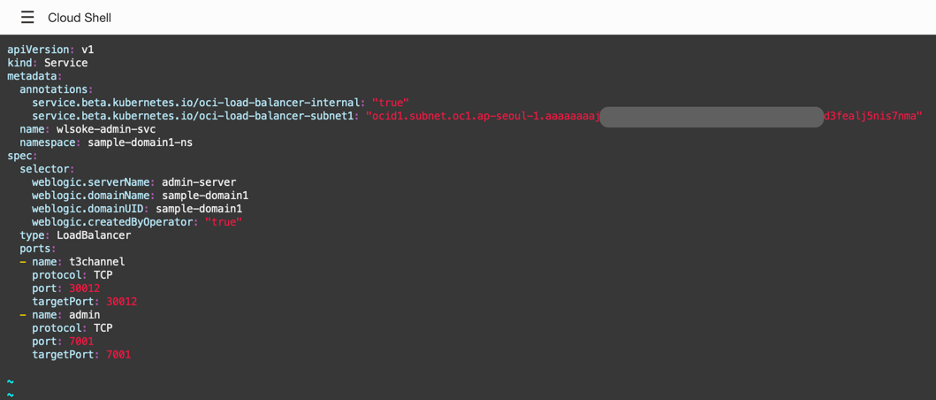 Cloud Shell
apiVersion: v1
kind: Service
metadata:
  annotations:
    service.beta.kubernetes.io/oci-load-balancer-internal: "true"
    service.beta.kubernetes.io/oci-load-balancer-subnet1: "ocid1.subnet.oc1.ap-seoul-1.aaaaaaaaj d3fealj5nis7nma"
  name: wlsoke-admin-svc
  namespace: sample-domain1-ns
spec:
  selector:
    weblogic.serverName: admin-server
    weblogic.domainName: sample-domain1
    weblogic.domainUID: sample-domain1
    weblogic.createdByOperator: "true"
  type: LoadBalancer
  ports:
  - name: t3channel
    protocol: TCP
    port: 30012
    targetPort: 30012
  - name: admin
    protocol: TCP
    port: 7001
    targetPort: 7001
~
~